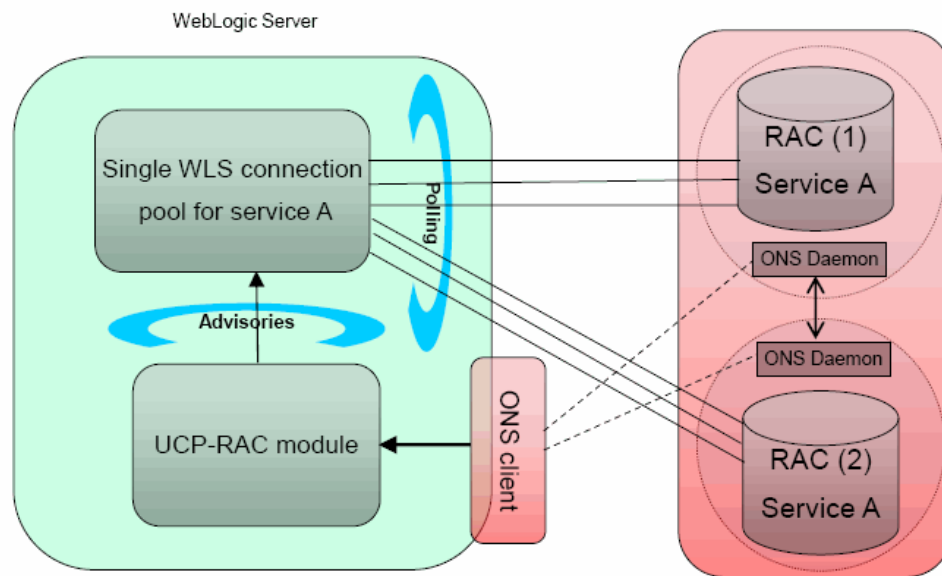 WebLogic Server
Single WLS connection
pool for service A
Polling
Advisories
UCP-RAC module
ONS client
RAC (1)
Service A
ONS Daemon
ONS Daemon
RAC (2)
Service A